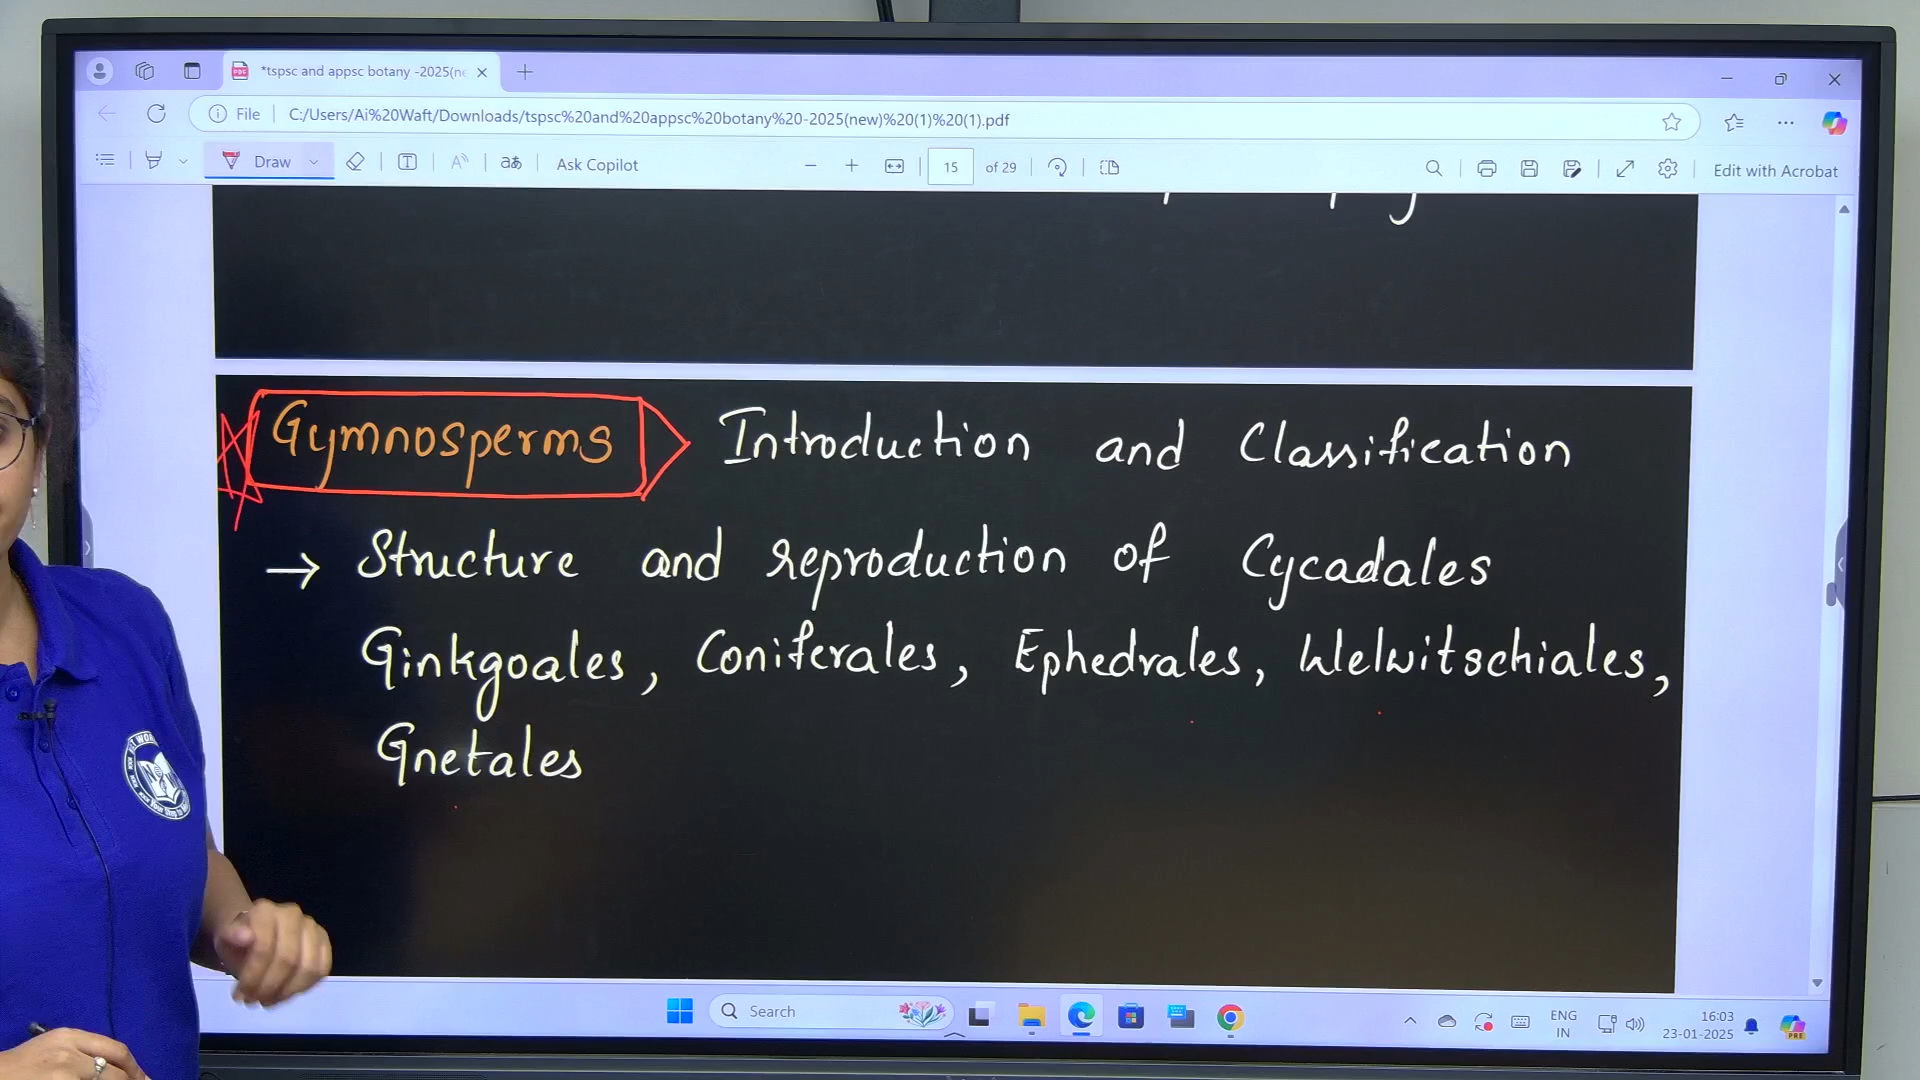 *tspsc and appsc botany -2025(ne
File C:/Users/Ai%20Waft/Downloads/tspsc%20and%20appsc%20botany%20-2025(new)%20(1)%20(1).pdf
Draw Ask Copilot 15 of 29 Edit with Acrobat
Gymnosperms Introduction and Classification
→ Structure and reproduction of Cycadales
Ginkgoales, Coniferales, Ephedrales, Welwitschiales,
Gnetales
Search
ENG
IN
16:03
23-01-2025